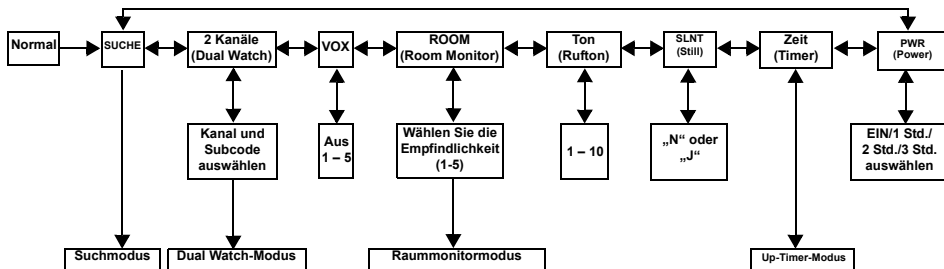 Normal
SUCHE
2 Kanäle
(Dual Watch)
VOX
ROOM
(Room Monitor)
Ton
(Rufton)
SLNT
(Still)
Zeit
(Timer)
PWR
(Power)
Kanal und
Subcode
auswählen
Aus
1 – 5
Wählen Sie die
Empfindlichkeit
(1-5)
1 – 10
„N“ oder
„J“
EIN/1 Std./
2 Std./3 Std.
auswählen
Suchmodus
Dual Watch-Modus
Raummonitormodus
Up-Timer-Modus